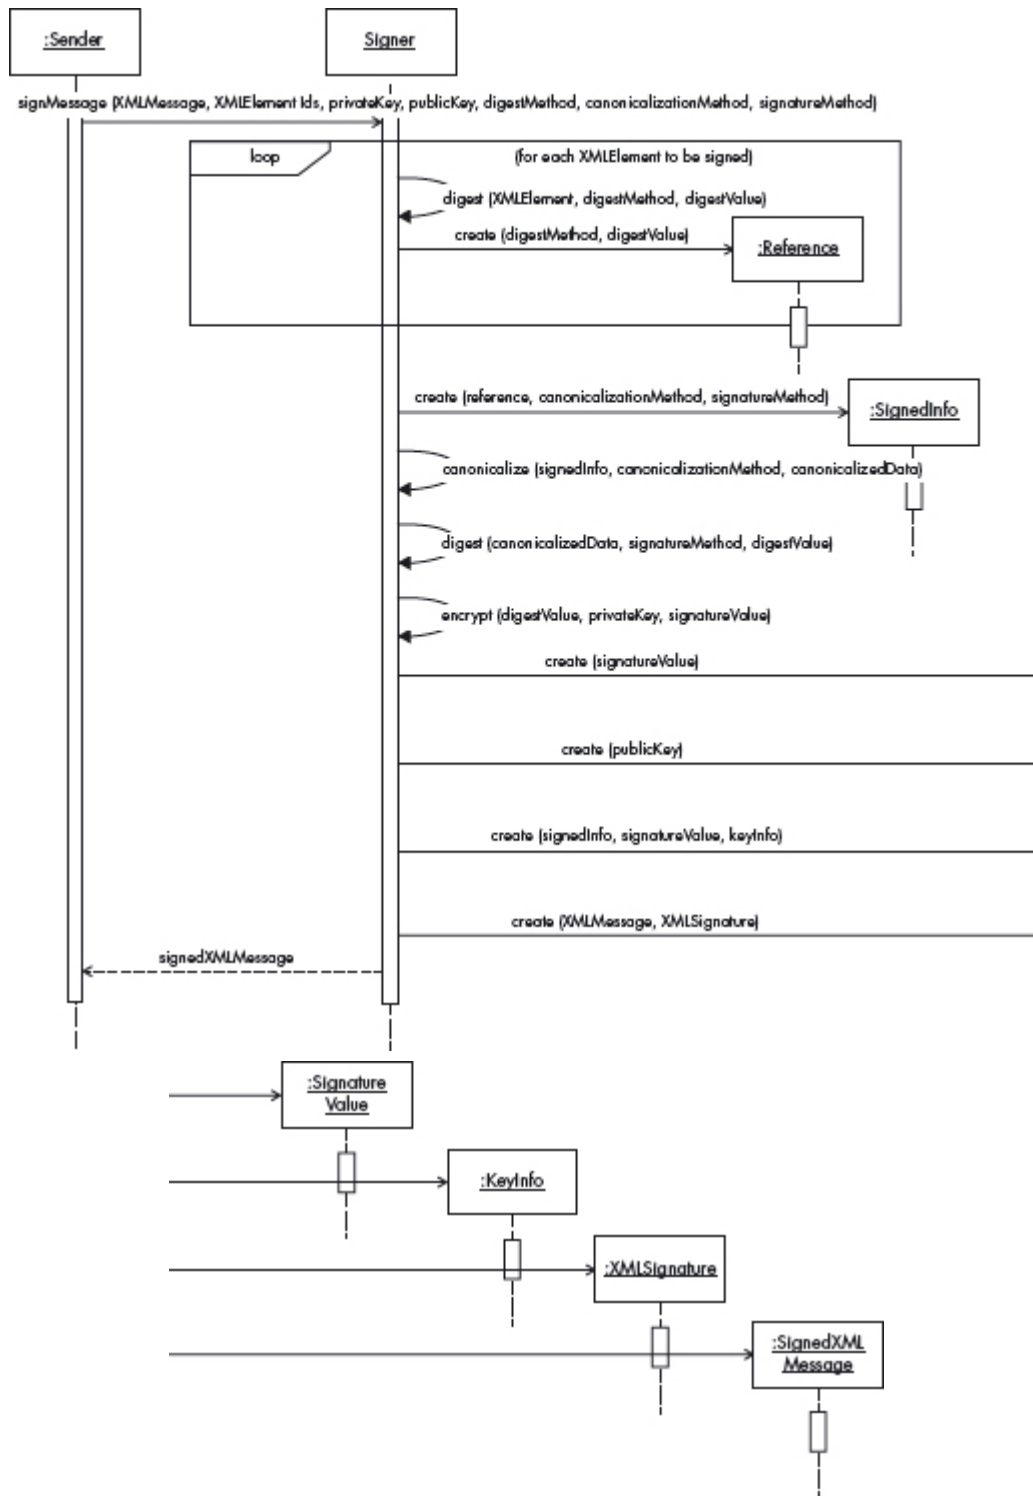 :Sender
Signer
signMessage (XMLMessage, XMLElement Ids, privateKey, publicKey, digestMethod, canonicalizationMethod, signatureMethod)
loop
(for each XMLElement to be signed)
digest (XMLElement, digestMethod, digestValue)
create (digestMethod, digestValue)
:Reference
create (reference, canonicalizationMethod, signatureMethod)
:SignedInfo
canonicalize (signedInfo, canonicalizationMethod, canonicalizedData)
digest (canonicalizedData, signatureMethod, digestValue)
encrypt (digestValue, privateKey, signatureValue)
create (signatureValue)
create (publicKey)
create (signedInfo, signatureValue, keyInfo)
create (XMLMessage, XMLSignature)
signedXMLMessage
:Signature
Value
:KeyInfo
:XMLSignature
:SignedXML
Message